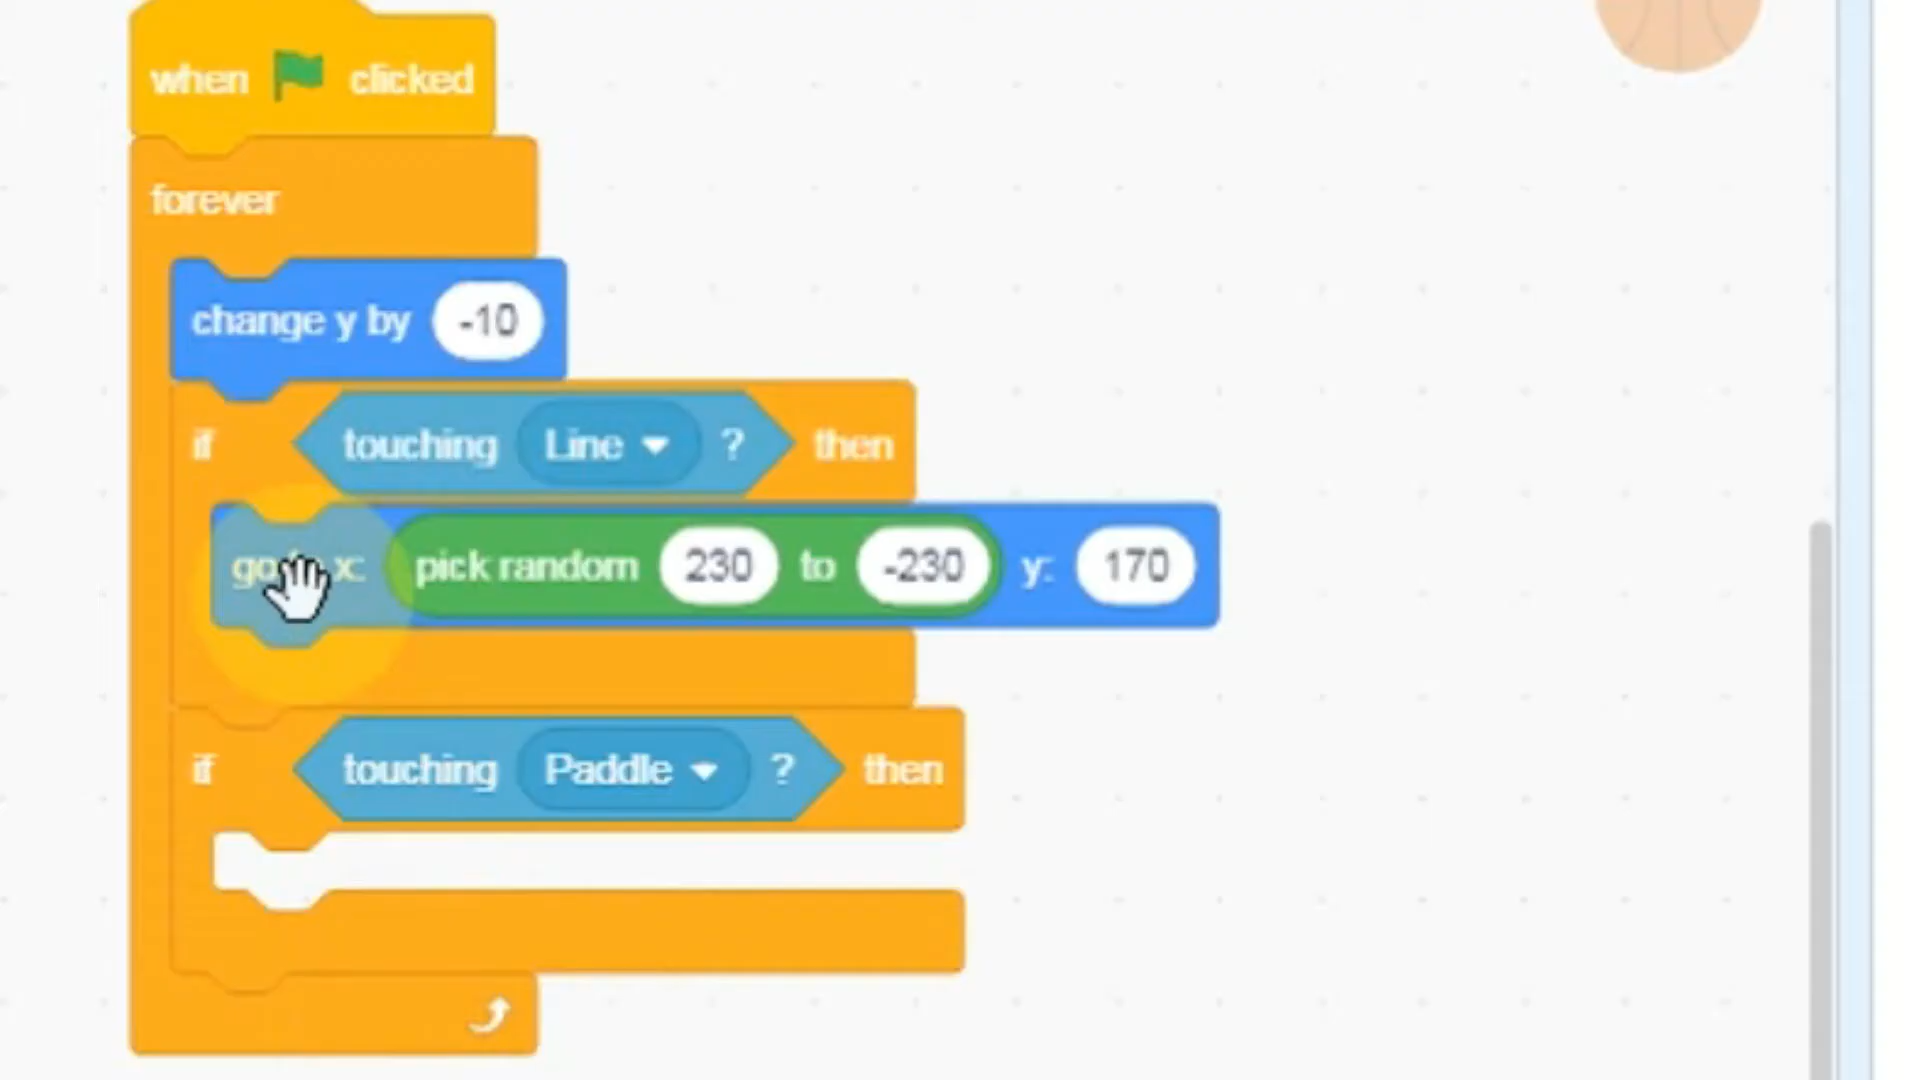 when clicked
forever
change y by -10
if touching Line ? then
go x: pick random 230 to -230 y: 170
if touching Paddle ? then